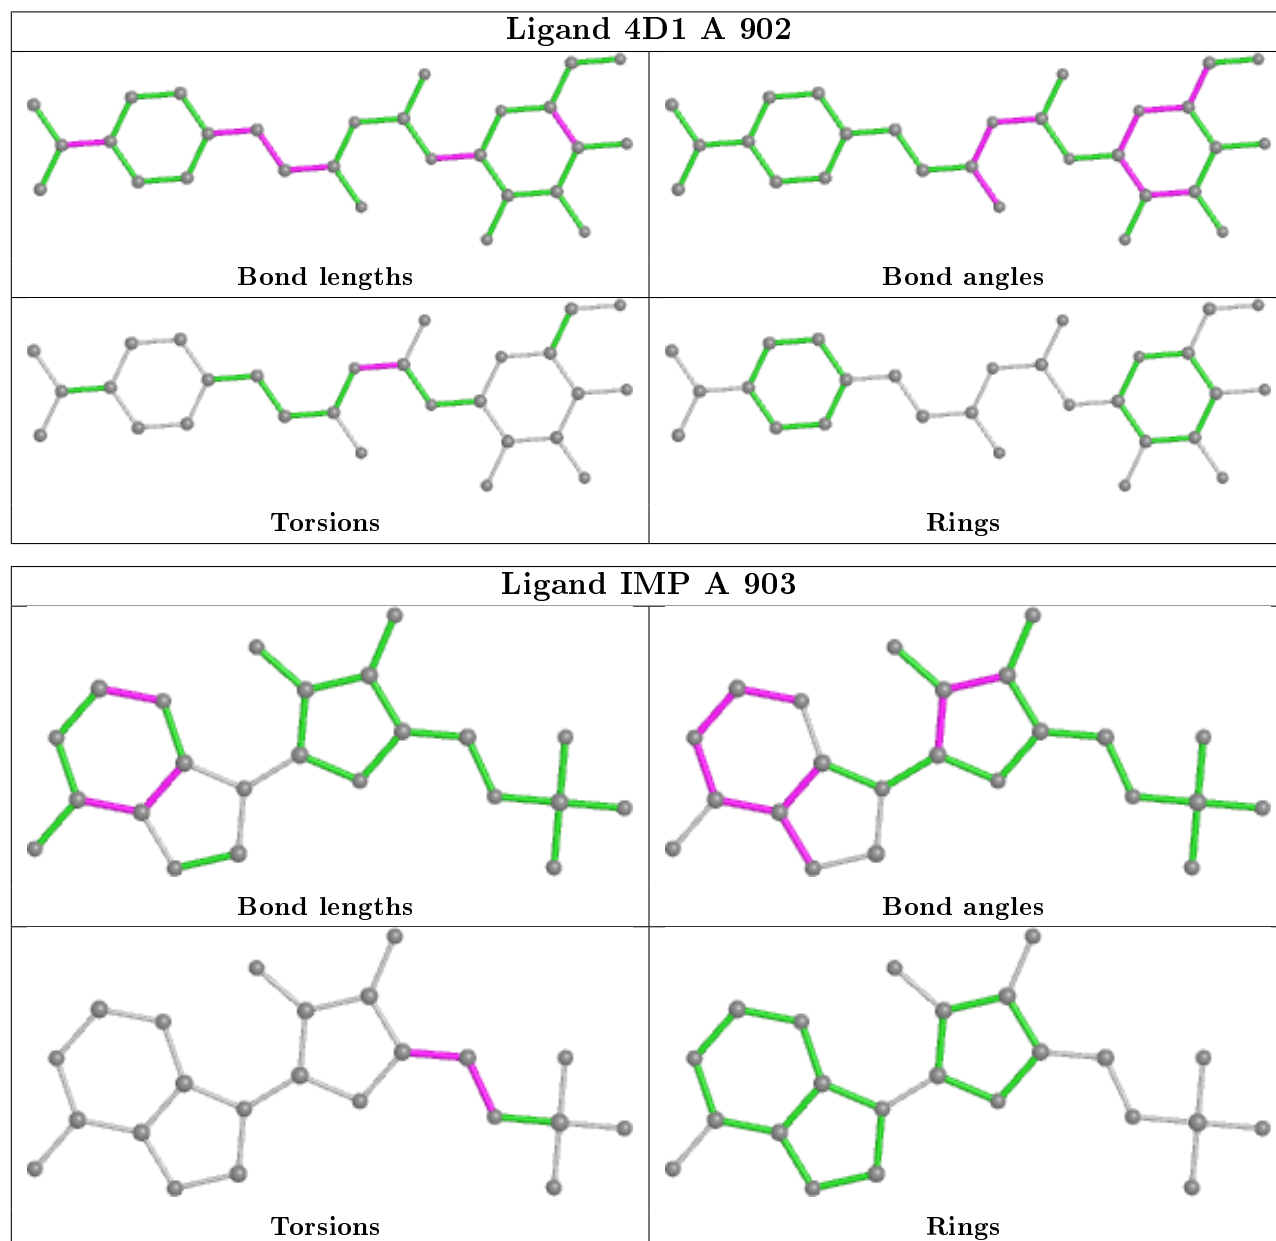 Ligand 4D1 A 902
Bond lengths
Bond angles
Torsions
Rings
Ligand IMP A 903
Bond lengths
Bond angles
Torsions
Rings